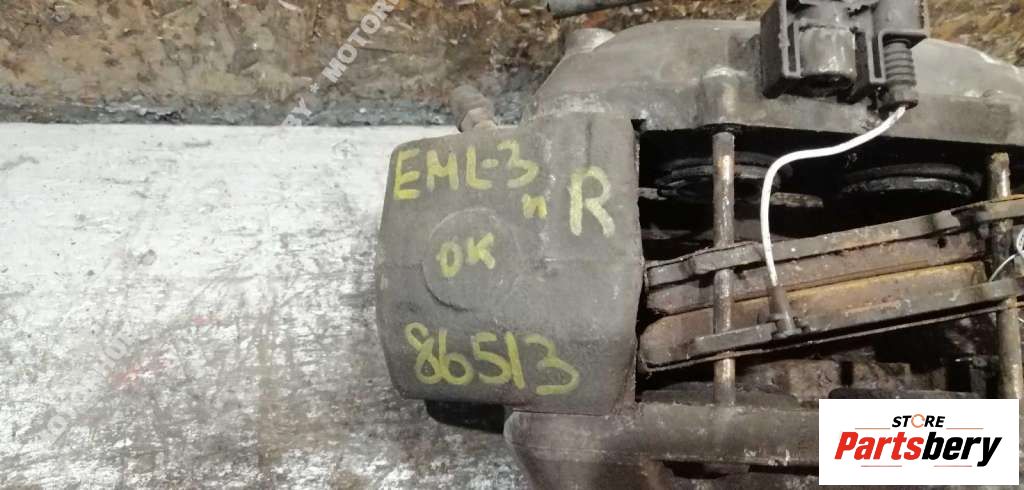 EML-3
п R
OK
86513
STORE
Partsbery